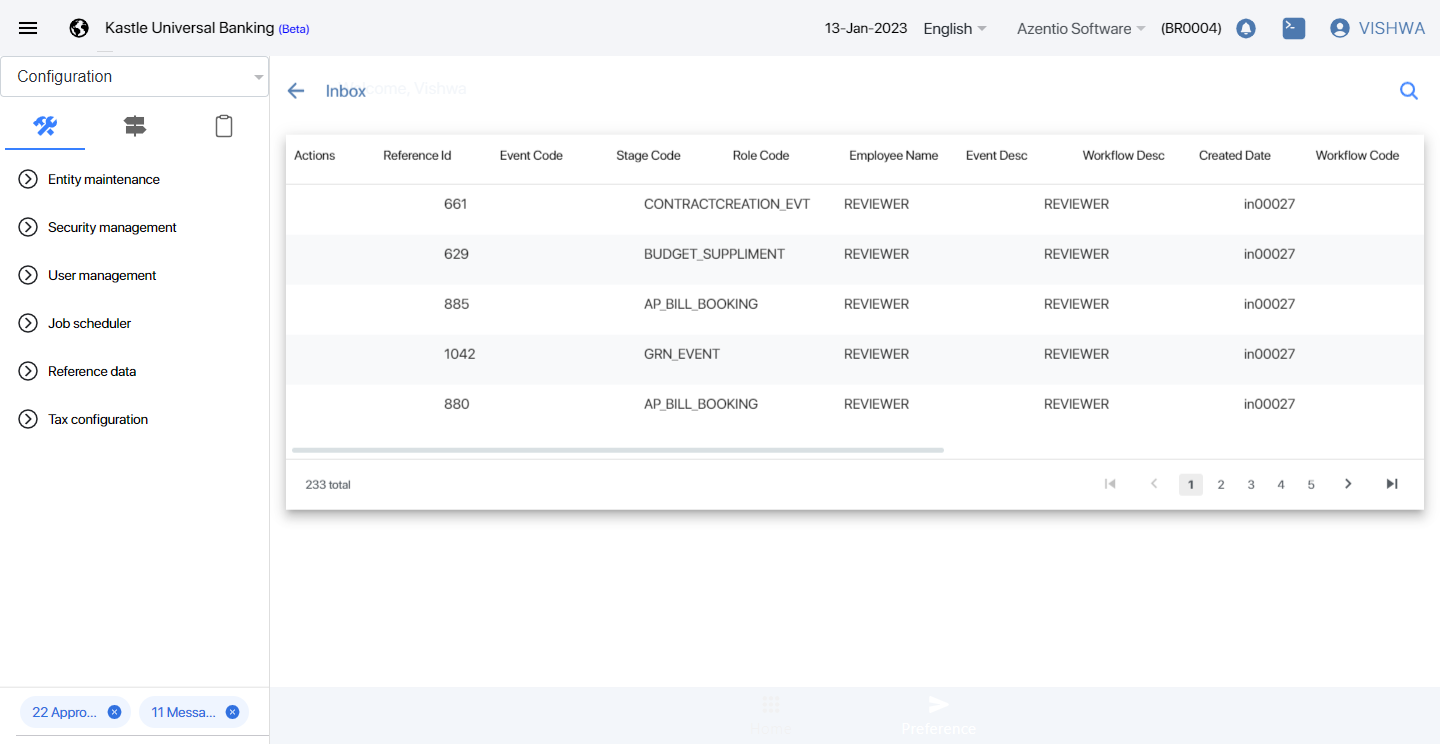 Kastle Universal Banking (Beta)
13-Jan-2023 English Azentio Software (BR0004) VISHWA
Configuration
Inbox
come, Vishwa
Actions Reference Id Event Code Stage Code Role Code Employee Name Event Desc Workflow Desc Created Date Workflow Code
Entity maintenance
Security management
User management
Job scheduler
Reference data
Tax configuration
661 CONTRACTCREATION_EVT REVIEWER REVIEWER in00027
629 BUDGET_SUPPLIMENT REVIEWER REVIEWER in00027
885 AP_BILL_BOOKING REVIEWER REVIEWER in00027
1042 GRN_EVENT REVIEWER REVIEWER in00027
880 AP_BILL_BOOKING REVIEWER REVIEWER in00027
233 total 1 2 3 4 5
22 Appro... 11 Messa...
Home Preference